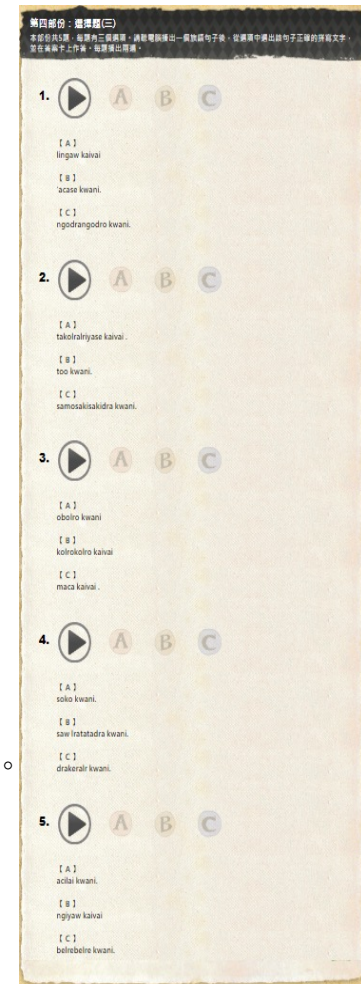 第四部份：選擇題(三)
本部份共5題，每題有三個選項。請聽電腦播出一個族語句子後，從選項中選出該句子正確的拼寫文字，
並在答案卡上作答。每題播出兩遍。
1. A B C
【A】
lingaw kaivai
【B】
'acase kwani.
【C】
ngodrangodro kwani.
2. A B C
【A】
takolralriyase kaivai .
【B】
too kwani.
【C】
samosakisakidra kwani.
3. A B C
【A】
obolro kwani
【B】
kolrokolro kaivai
【C】
maca kaivai .
4. A B C
【A】
soko kwani.
【B】
saw lratatadra kwani.
【C】
drakeralr kwani.
5. A B C
【A】
acilai kwani.
【B】
ngiyaw kaivai
【C】
belrebelre kwani.